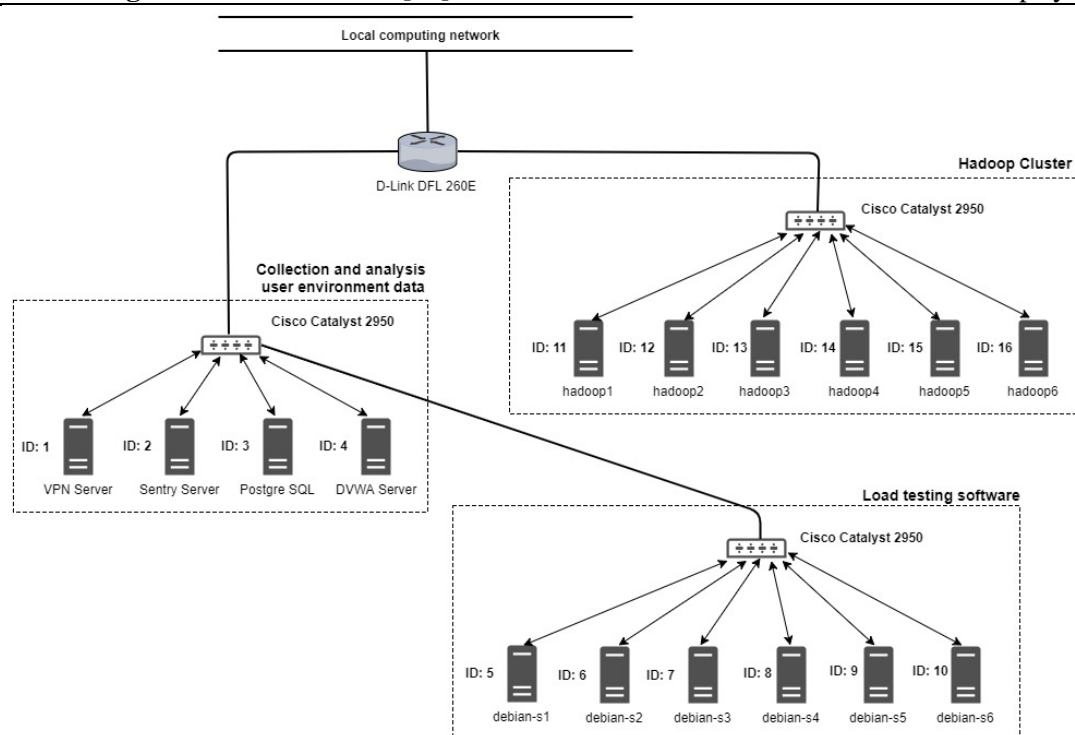 Local computing network
D-Link DFL 260E
Hadoop Cluster
Cisco Catalyst 2950
ID: 11 ID: 12 ID: 13 ID: 14 ID: 15 ID: 16
hadoop1 hadoop2 hadoop3 hadoop4 hadoop5 hadoop6
Collection and analysis
user environment data
Cisco Catalyst 2950
ID: 1 ID: 2 ID: 3 ID: 4
VPN Server Sentry Server Postgre SQL DVWA Server
Load testing software
Cisco Catalyst 2950
ID: 5 ID: 6 ID: 7 ID: 8 ID: 9 ID: 10
debian-s1 debian-s2 debian-s3 debian-s4 debian-s5 debian-s6